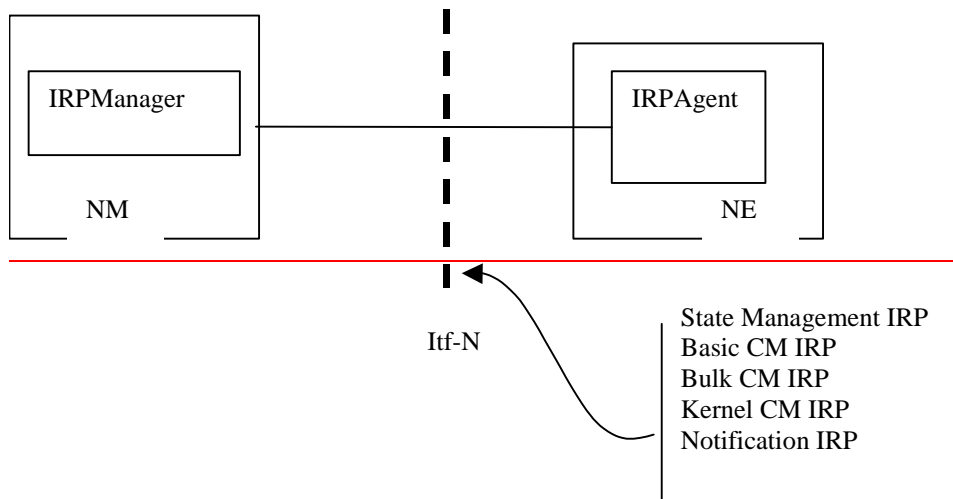 IRPManager
IRPAgent
NM
NE
Itf-N
State Management IRP
Basic CM IRP
Bulk CM IRP
Kernel CM IRP
Notification IRP